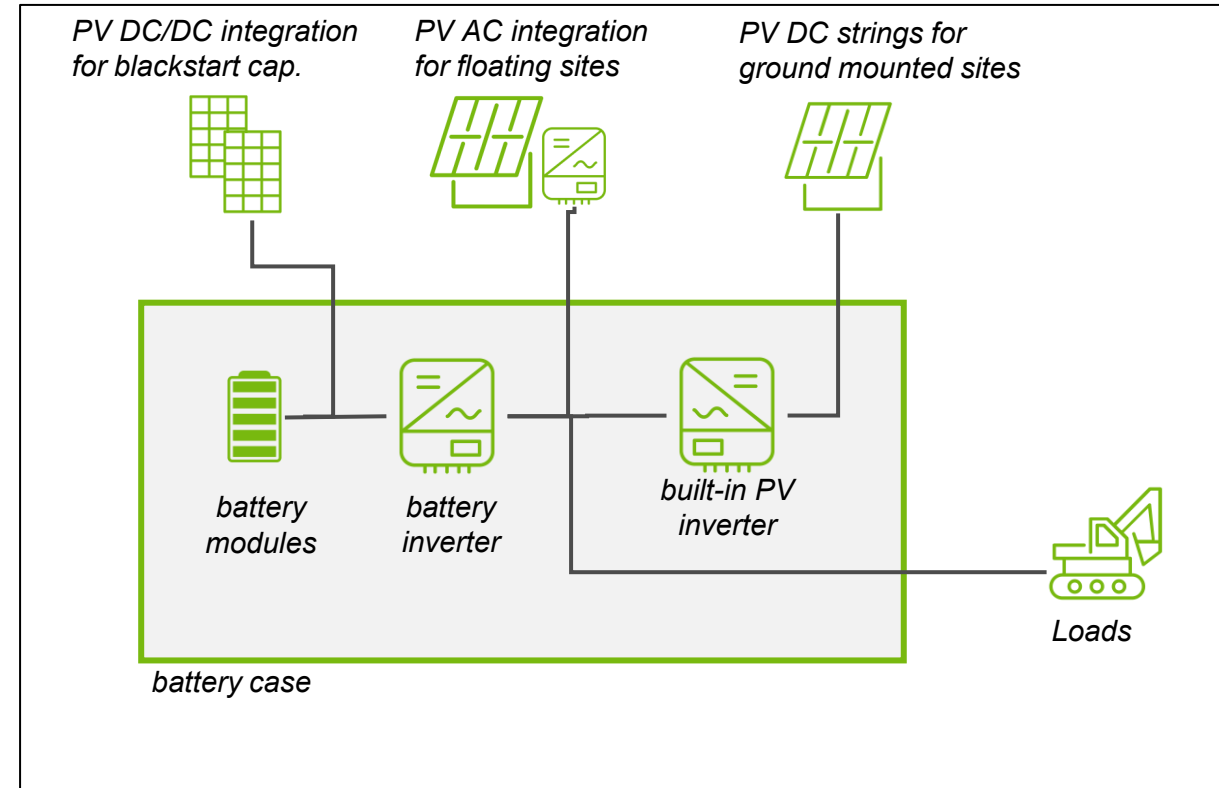 PV DC/DC integration
for blackstart cap.
PV AC integration
for floating sites
PV DC strings for
ground mounted sites
battery
modules
battery
inverter
built-in PV
inverter
Loads
battery case